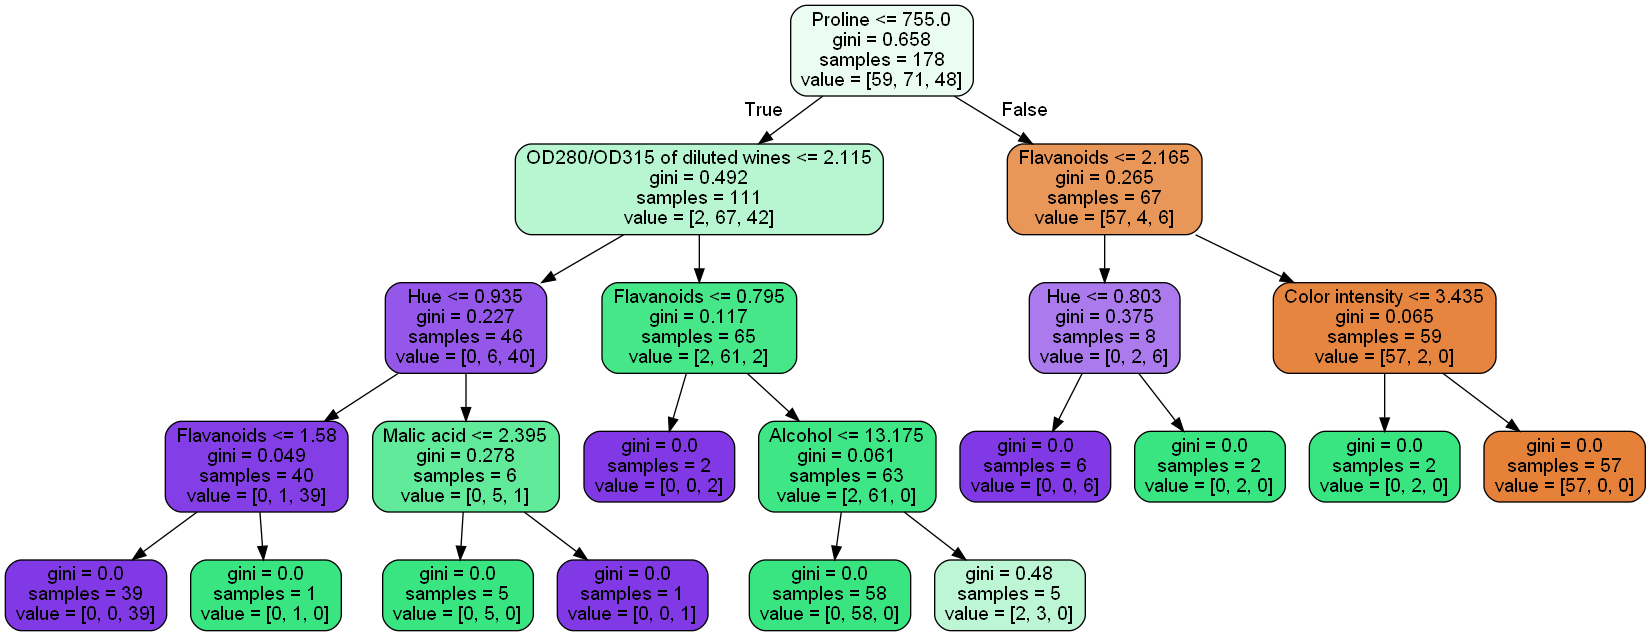 Proline <= 755.0
gini = 0.658
samples = 178
value = [59, 71, 48]
True
False
OD280/OD315 of diluted wines <= 2.115
gini = 0.492
samples = 111
value = [2, 67, 42]
Flavanoids <= 2.165
gini = 0.265
samples = 67
value = [57, 4, 6]
Hue <= 0.935
gini = 0.227
samples = 46
value = [0, 6, 40]
Flavanoids <= 0.795
gini = 0.117
samples = 65
value = [2, 61, 2]
Hue <= 0.803
gini = 0.375
samples = 8
value = [0, 2, 6]
Color intensity <= 3.435
gini = 0.065
samples = 59
value = [57, 2, 0]
Flavanoids <= 1.58
gini = 0.049
samples = 40
value = [0, 1, 39]
Malic acid <= 2.395
gini = 0.278
samples = 6
value = [0, 5, 1]
gini = 0.0
samples = 2
value = [0, 0, 2]
Alcohol <= 13.175
gini = 0.061
samples = 63
value = [2, 61, 0]
gini = 0.0
samples = 6
value = [0, 0, 6]
gini = 0.0
samples = 2
value = [0, 2, 0]
gini = 0.0
samples = 2
value = [0, 2, 0]
gini = 0.0
samples = 57
value = [57, 0, 0]
gini = 0.0
samples = 39
value = [0, 0, 39]
gini = 0.0
samples = 1
value = [0, 1, 0]
gini = 0.0
samples = 5
value = [0, 5, 0]
gini = 0.0
samples = 1
value = [0, 0, 1]
gini = 0.0
samples = 58
value = [0, 58, 0]
gini = 0.48
samples = 5
value = [2, 3, 0]